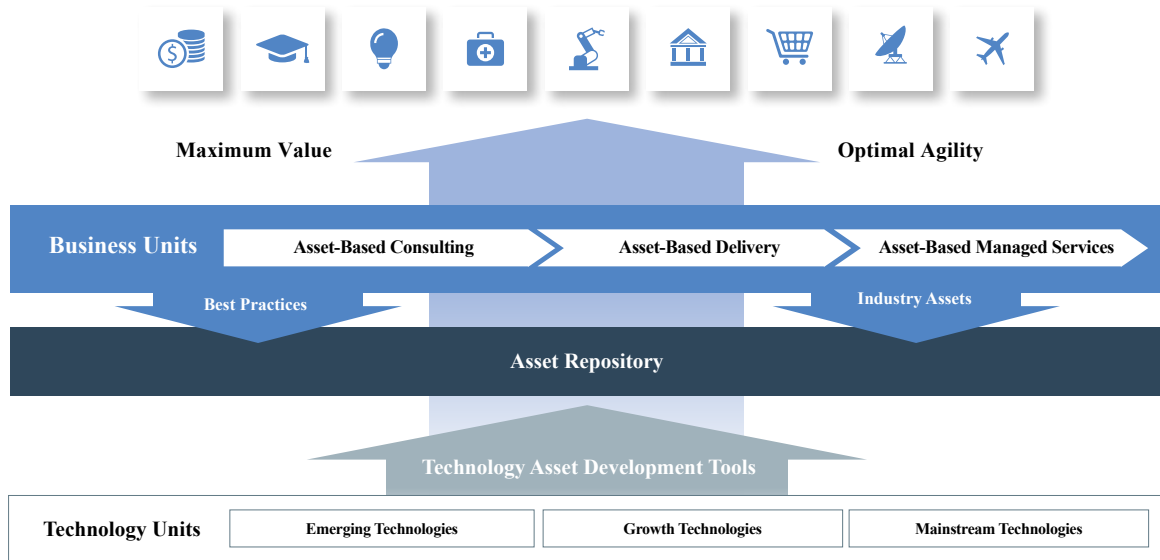 Maximum Value
Optimal Agility
Business Units
Asset-Based Consulting
Asset-Based Delivery
Asset-Based Managed Services
Best Practices
Industry Assets
Asset Repository
Technology Asset Development Tools
Technology Units
Emerging Technologies
Growth Technologies
Mainstream Technologies